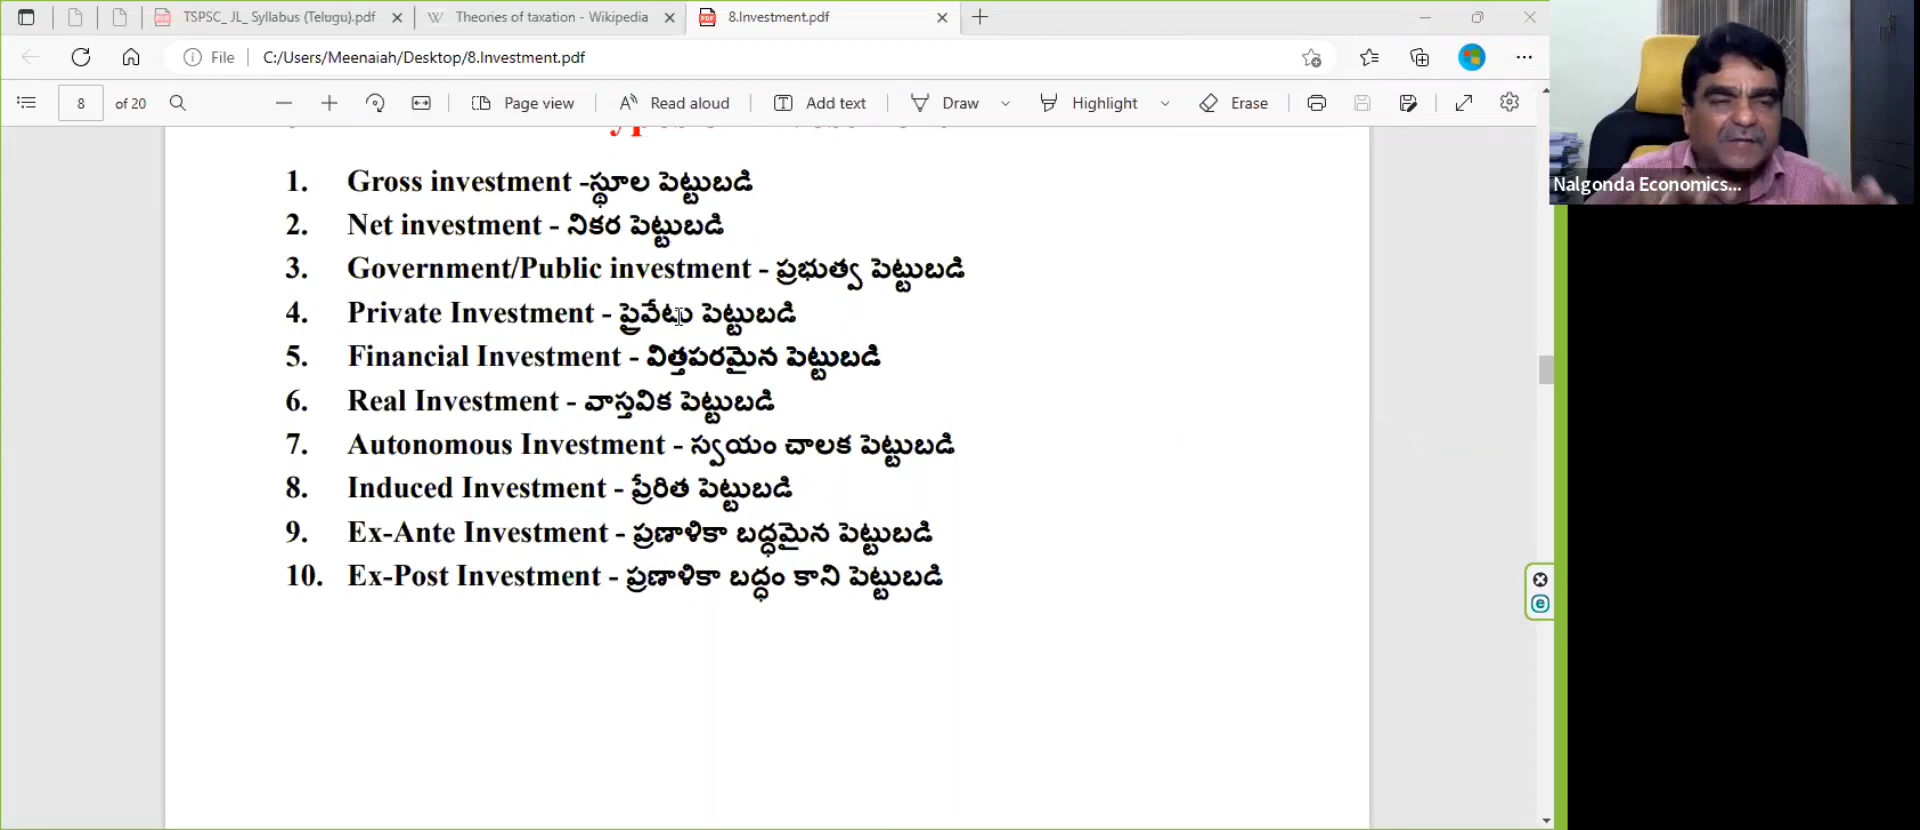 TSPSC_ JL_ Syllabus (Telugu).pdf
Theories of taxation - Wikipedia
8.Investment.pdf
File C:/Users/Meenaiah/Desktop/8.Investment.pdf
8 of 20 Page view Read aloud Add text Draw Highlight Erase
Nalgonda Economics...
1. Gross investment -స్థూల పెట్టుబడి
2. Net investment - నికర పెట్టుబడి
3. Government/Public investment - ప్రభుత్వ పెట్టుబడి
4. Private Investment - ప్రైవేటు పెట్టుబడి
5. Financial Investment - విత్తపరమైన పెట్టుబడి
6. Real Investment - వాస్తవిక పెట్టుబడి
7. Autonomous Investment - స్వయం చాలక పెట్టుబడి
8. Induced Investment - ప్రేరిత పెట్టుబడి
9. Ex-Ante Investment - ప్రణాళికా బద్ధమైన పెట్టుబడి
10. Ex-Post Investment - ప్రణాళికా బద్ధం కాని పెట్టుబడి